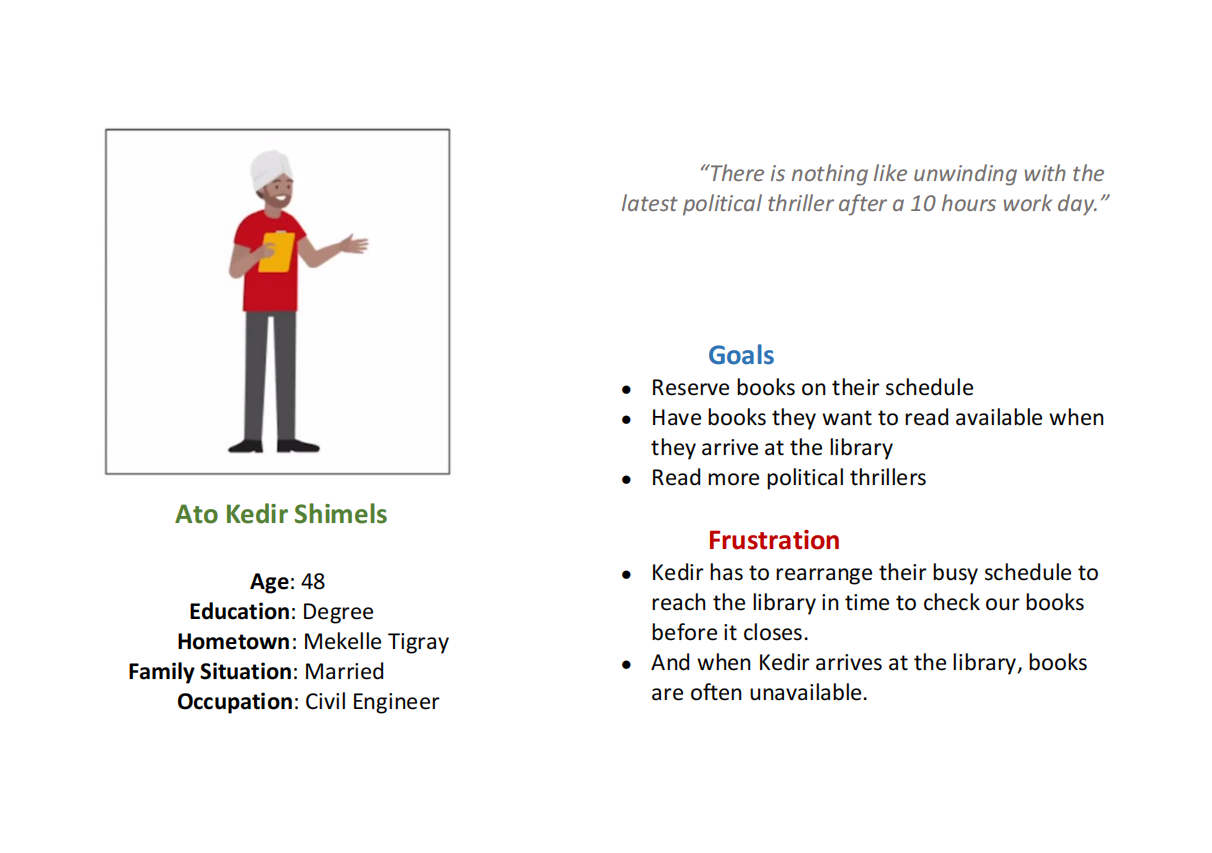 Ato Kedir Shimels
Age: 48
Education: Degree
Hometown: Mekelle Tigray
Family Situation: Married
Occupation: Civil Engineer
“There is nothing like unwinding with the
latest political thriller after a 10 hours work day.”
Goals
● Reserve books on their schedule
● Have books they want to read available when
they arrive at the library
● Read more political thrillers
Frustration
● Kedir has to rearrange their busy schedule to
reach the library in time to check our books
before it closes.
● And when Kedir arrives at the library, books
are often unavailable.